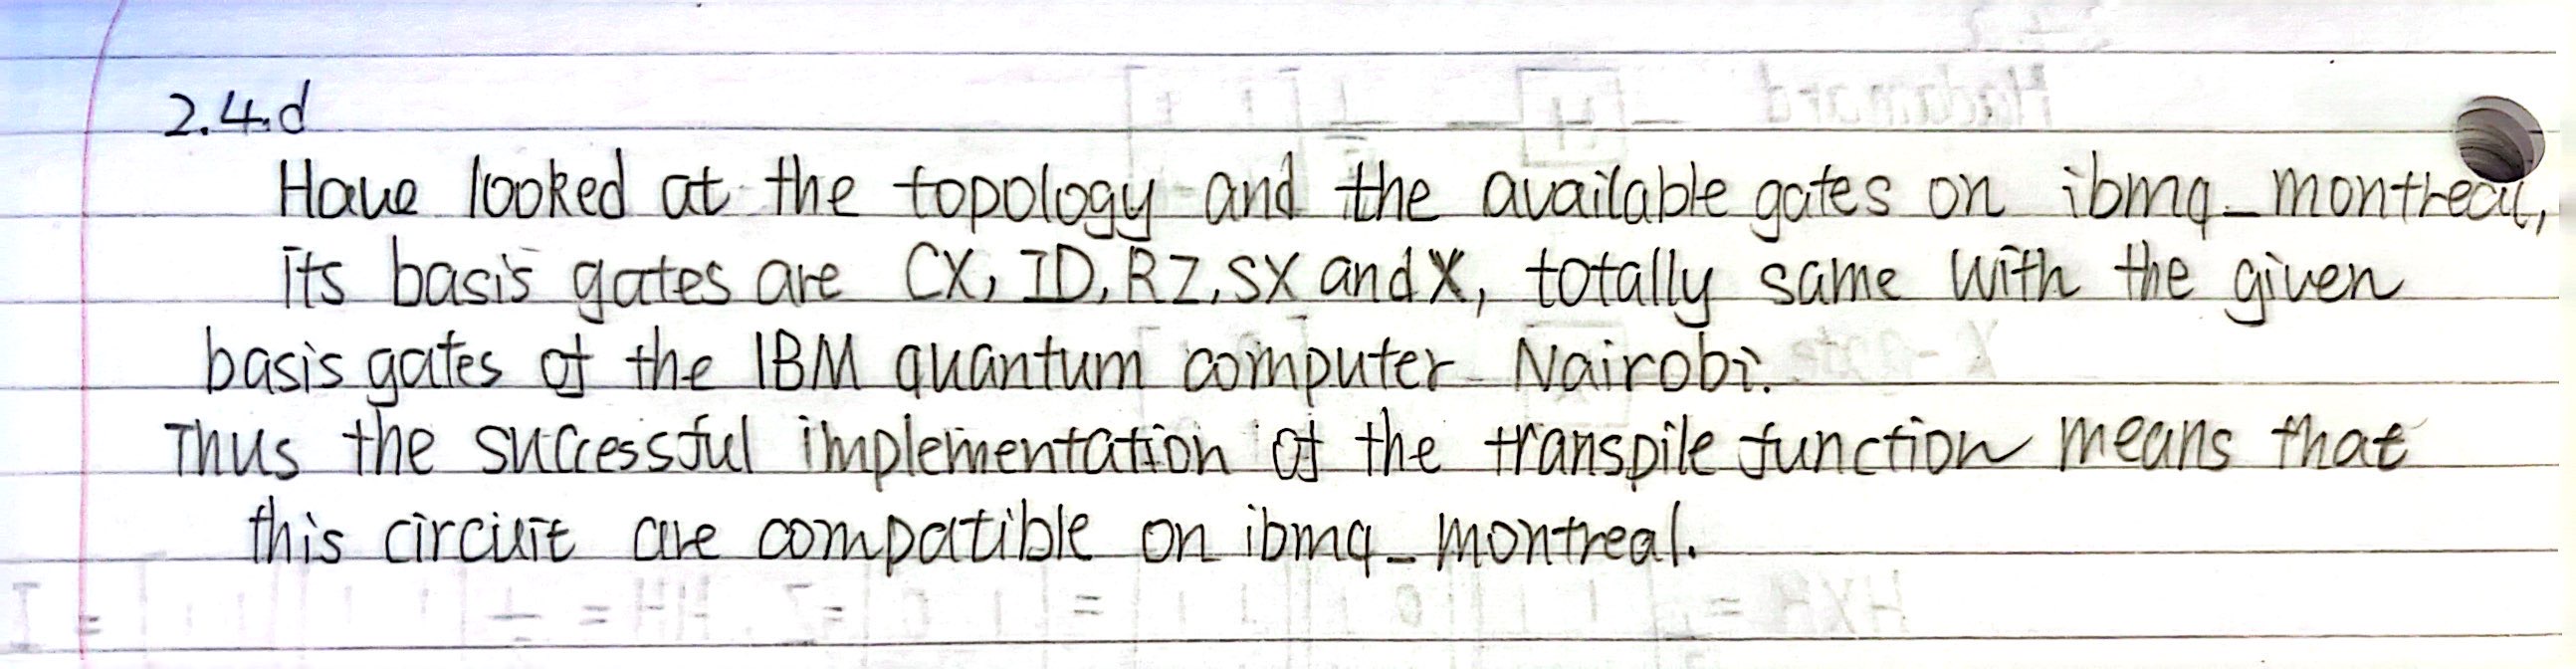 2.4.d
Have looked at the topology and the available gates on ibmq_montreal,
its basis gates are CX, ID, RZ, SX and X, totally same with the given
basis gates of the IBM quantum computer Nairobi.
Thus the successful implementation of the transpile function means that
this circuit are compatible on ibmq_montreal.